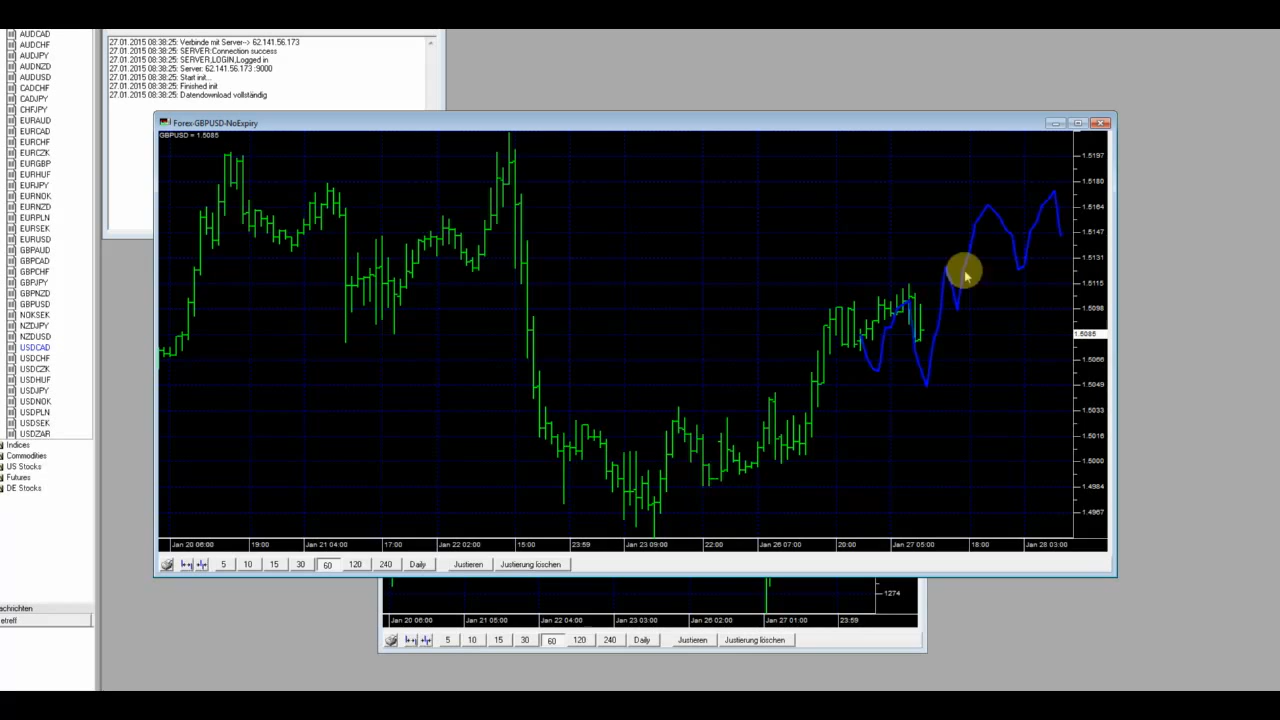 AUDCAD
AUDCHF
AUDJPY
AUDNZD
AUDUSD
CADCHF
CADJPY
CHFJPY
EURAUD
EURCAD
EURCHF
EURCZK
EURGBP
EURHUF
EURJPY
EURNOK
EURNZD
EURPLN
EURSEK
EURUSD
GBPAUD
GBPCAD
GBPCHF
GBPJPY
GBPNZD
GBPUSD
NOKSEK
NZDJPY
NZDUSD
USDCAD
USDCHF
USDCZK
USDHUF
USDJPY
USDNOK
USDPLN
USDSEK
USDZAR
Indices
Commodities
US Stocks
Futures
DE Stocks
achrichten
etreff
27.01.2015 08:38:25: Verbinde mit Server--> 62.141.56.173
27.01.2015 08:38:25: SERVER:Connection success
27.01.2015 08:38:25: SERVER,LOGIN,Logged in
27.01.2015 08:38:25: Server: 62.141.56.173 :9000
27.01.2015 08:38:25: Start init...
27.01.2015 08:38:25: Finished init
27.01.2015 08:38:25: Datendownload vollständig
Forex-GBPUSD-NoExpiry
GBPUSD = 1.5085
1.5197
1.5180
1.5164
1.5147
1.5131
1.5115
1.5098
1.5085
1.5066
1.5049
1.5033
1.5016
1.5000
1.4984
1.4967
Jan 20 06:00 19:00 Jan 21 04:00 17:00 Jan 22 02:00 15:00 23:59 Jan 23 09:00 22:00 Jan 26 07:00 20:00 Jan 27 05:00 18:00 Jan 28 03:00
5 10 15 30 60 120 240 Daily Justieren Justierung löschen
1274
Jan 20 06:00 Jan 21 05:00 Jan 22 04:00 Jan 23 03:00 Jan 26 02:00 Jan 27 01:00 23:59
5 10 15 30 60 120 240 Daily Justieren Justierung löschen